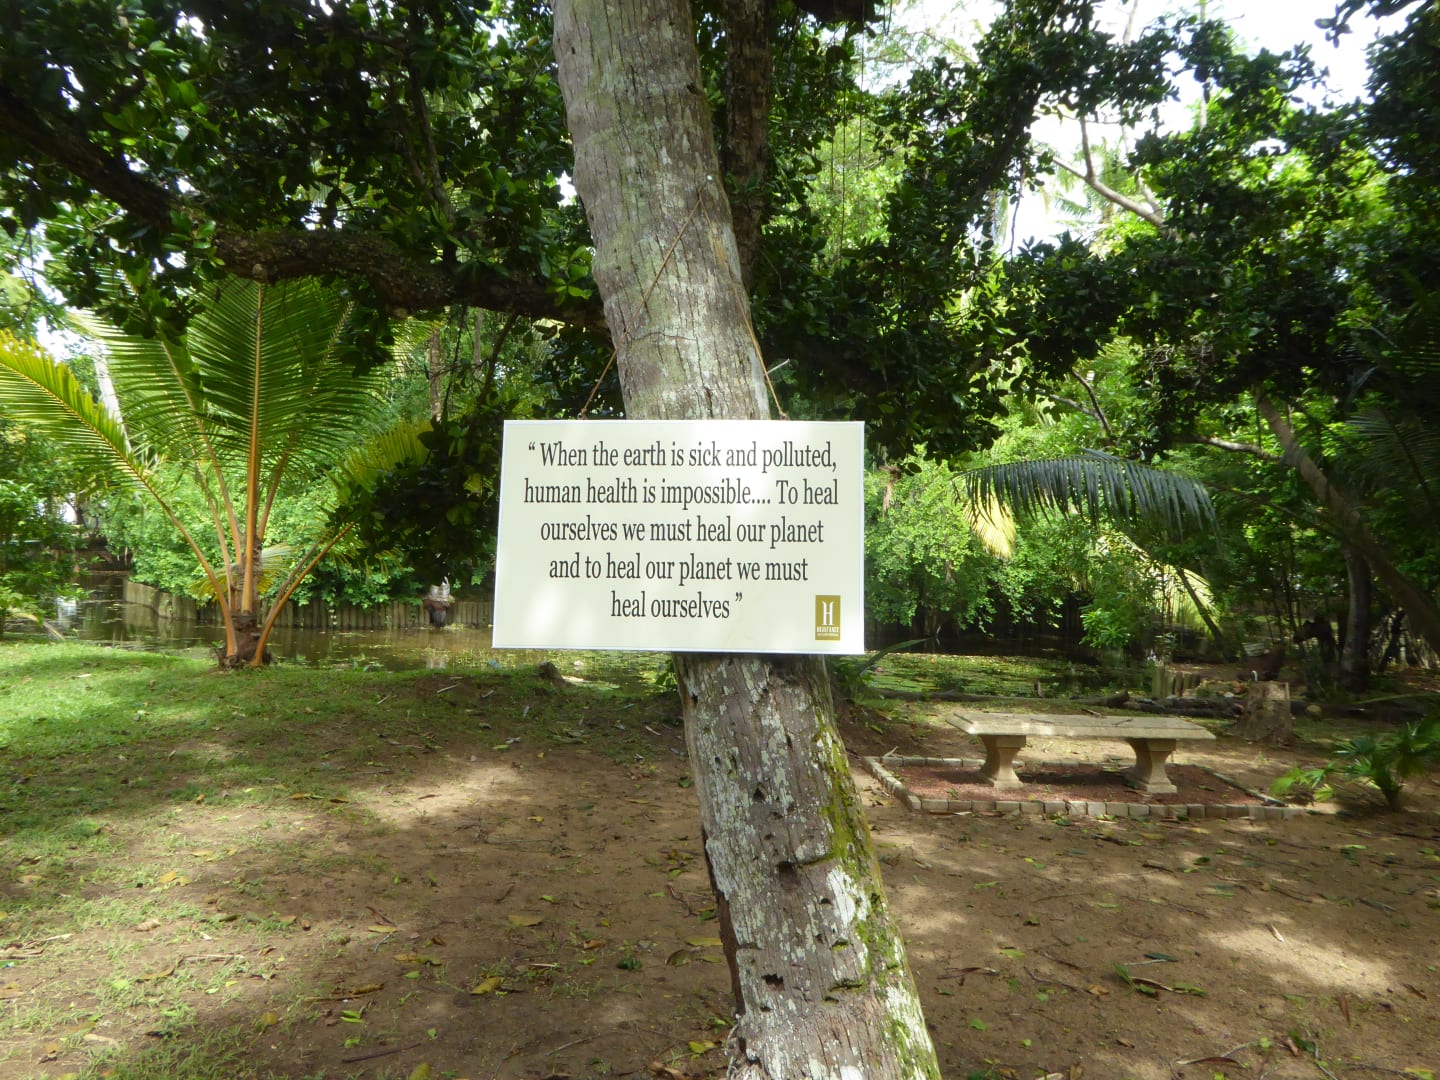 “ When the earth is sick and polluted,
human health is impossible.... To heal
ourselves we must heal our planet
and to heal our planet we must
heal ourselves ”
H
HERITANCE